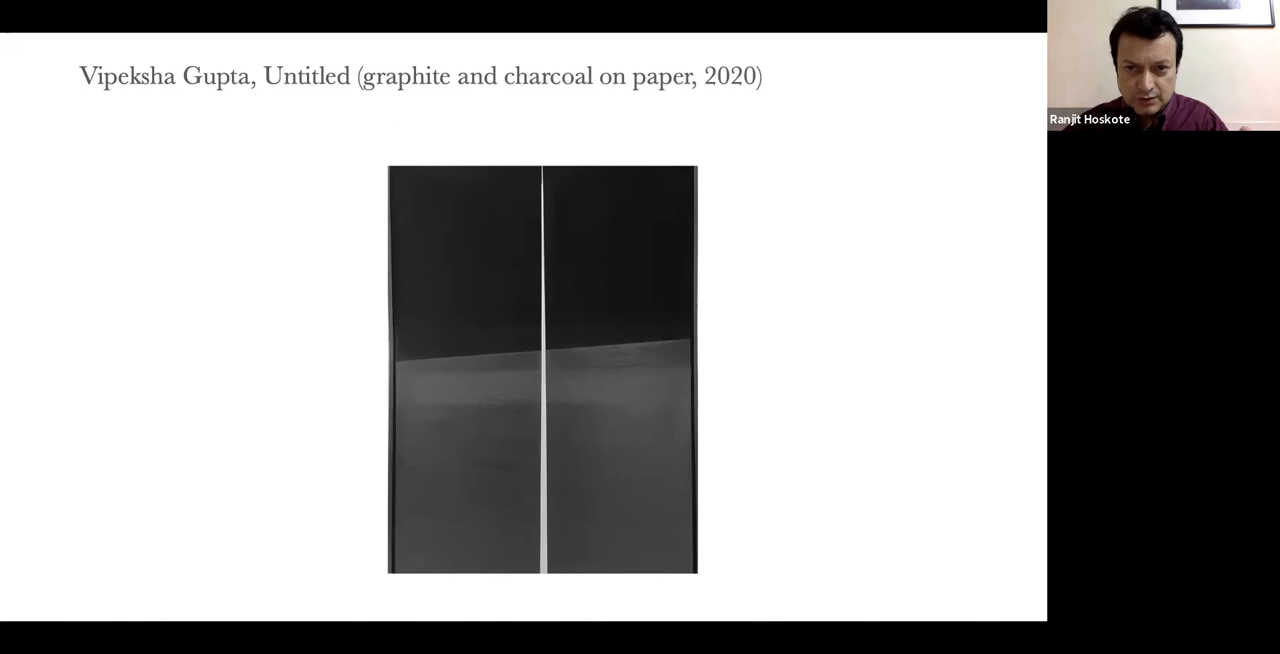 Vipeksha Gupta, Untitled (graphite and charcoal on paper, 2020)
Ranjit Hoskote